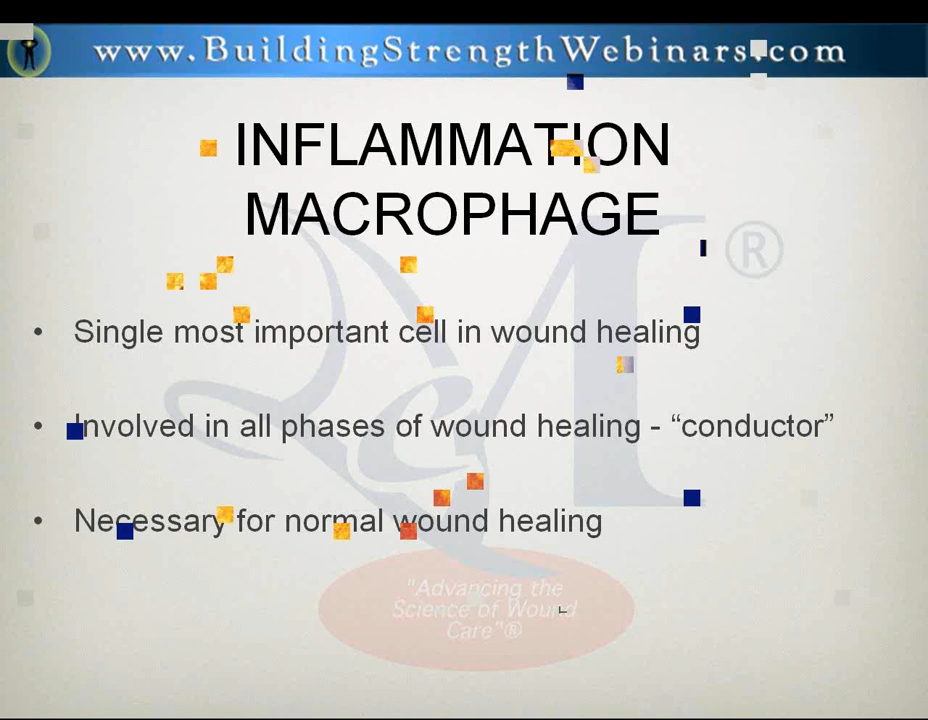 www.BuildingStrengthWebinars.com
INFLAMMATION
MACROPHAGE
• Single most important cell in wound healing
• Involved in all phases of wound healing - “conductor”
• Necessary for normal wound healing
®
"Advancing the
Science of Wound
Care"®